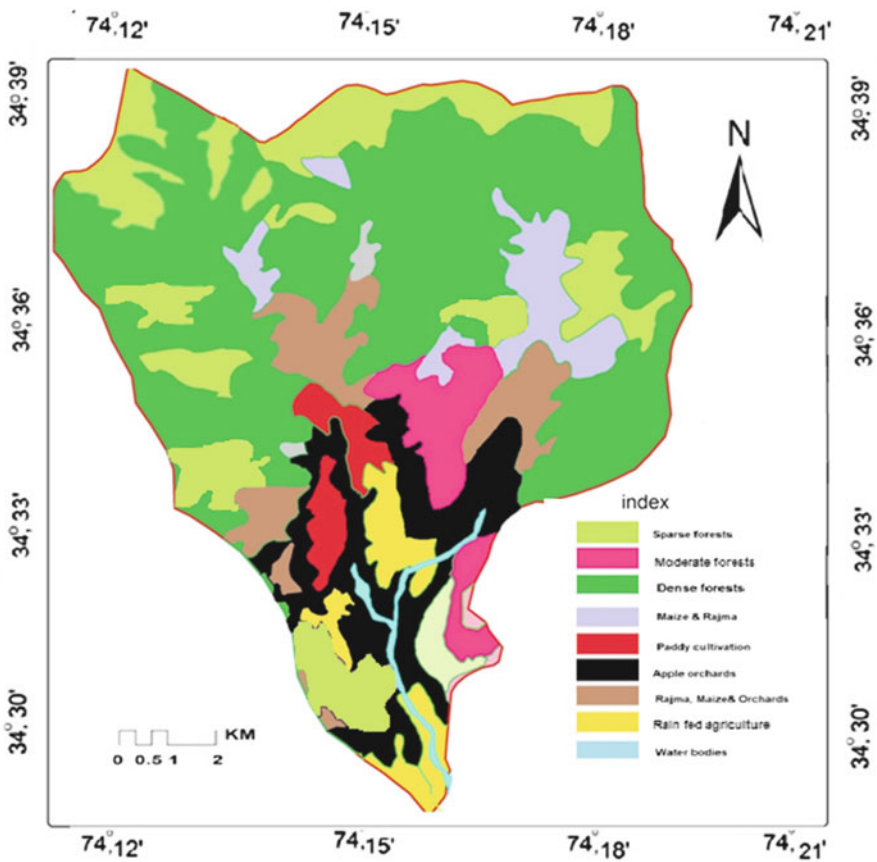 74.°12' 74.°15' 74.°18' 74.°21'
34.°39' 34.°39'
N
34.°36' 34.°36'
34.°33' 34.°33'
index
Sparse forests
Moderate forests
Dense forests
Maize & Rajma
Paddy cultivation
Apple orchards
Rajma, Maize& Orchards
Rain fed agriculture
Water bodies
34.°30' 34.°30'
KM
0 0.5 1 2
74.°12' 74.°15' 74.°18' 74.°21'